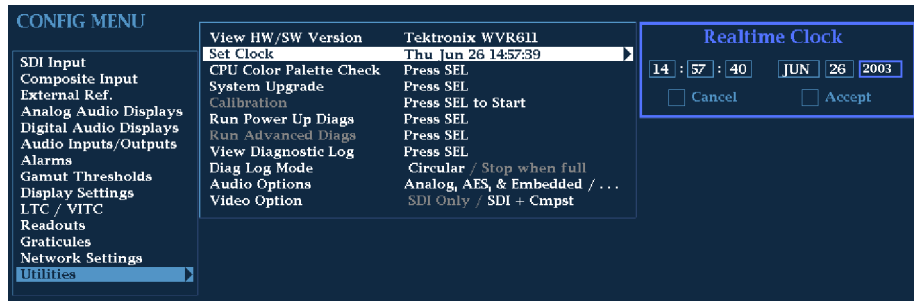 CONFIG MENU
SDI Input
Composite Input
External Ref.
Analog Audio Displays
Digital Audio Displays
Audio Inputs/Outputs
Alarms
Gamut Thresholds
Display Settings
LTC / VITC
Readouts
Graticules
Network Settings
Utilities
View HW/SW Version Tektronix WVR611
Set Clock Thu Jun 26 14:57:39
CPU Color Palette Check Press SEL
System Upgrade Press SEL
Calibration Press SEL to Start
Run Power Up Diags Press SEL
Run Advanced Diags Press SEL
View Diagnostic Log Press SEL
Diag Log Mode Circular / Stop when full
Audio Options Analog, AES, & Embedded / ...
Video Option SDI Only / SDI + Cmpst
Realtime Clock
14 : 57 : 40 JUN 26 2003
Cancel Accept